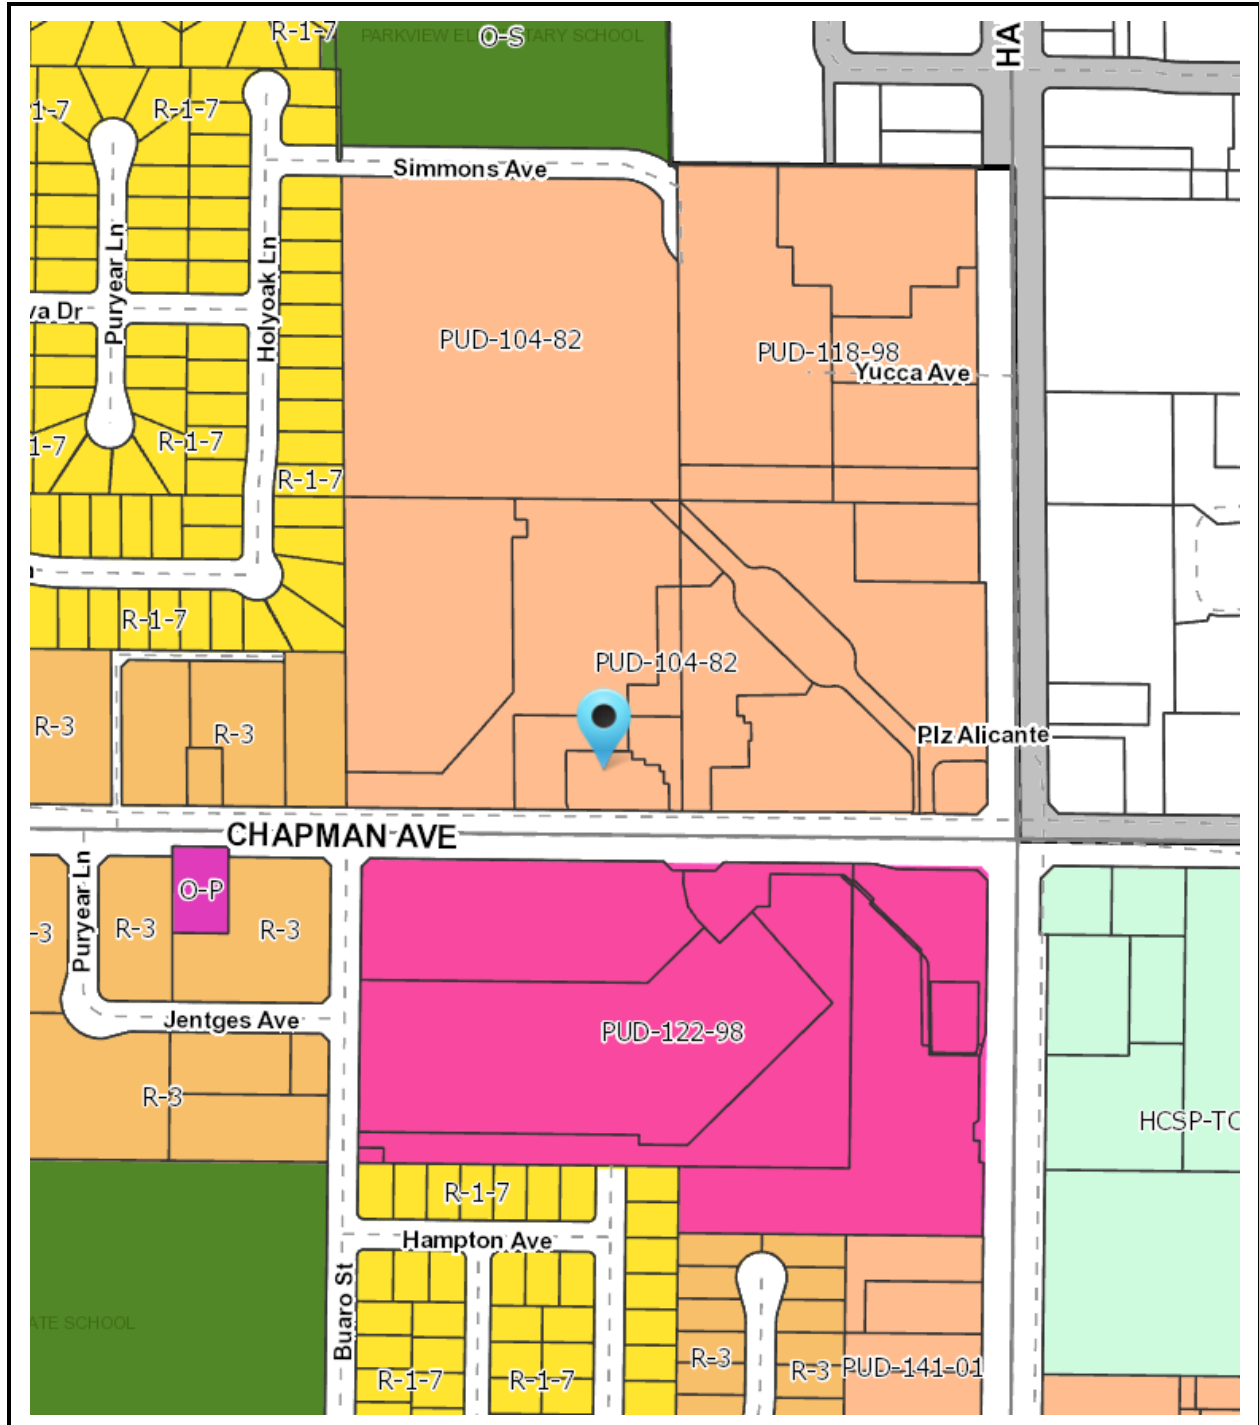 R-1-7
PARKVIEW EL
TARY SCHOOL
O-S
HA
1-7
R-1-7
Simmons Ave
Puryear Ln
Holyoak Ln
va Dr
PUD-104-82
PUD-118-98
Yucca Ave
1-7
R-1-7
R-1-7
R-1-7
PUD-104-82
R-3
R-3
Plz Alicante
CHAPMAN AVE
Puryear Ln
O-P
-3
R-3
R-3
Jentges Ave
PUD-122-98
R-3
HCSP-TC
R-1-7
Hampton Ave
Buaro St
ATE SCHOOL
R-1-7
R-1-7
R-3
R-3
PUD-141-01